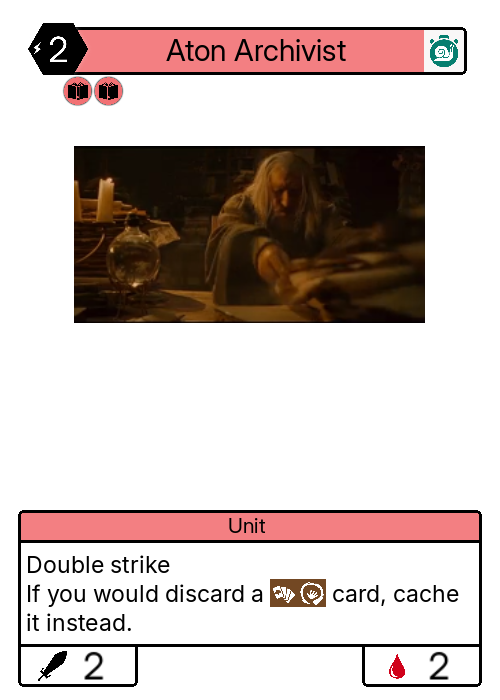 2
Aton Archivist
Unit
Double strike
If you would discard a card, cache
it instead.
2
2